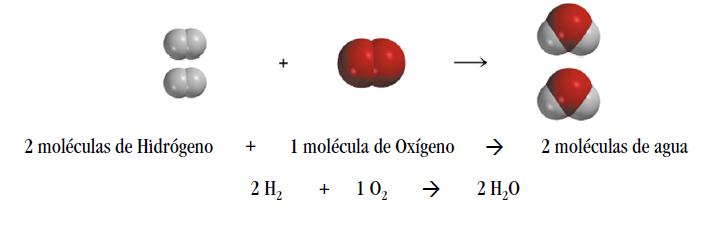 + →
2 moléculas de Hidrógeno + 1 molécula de Oxígeno → 2 moléculas de agua
2 H₂ + 1 O₂ → 2 H₂O